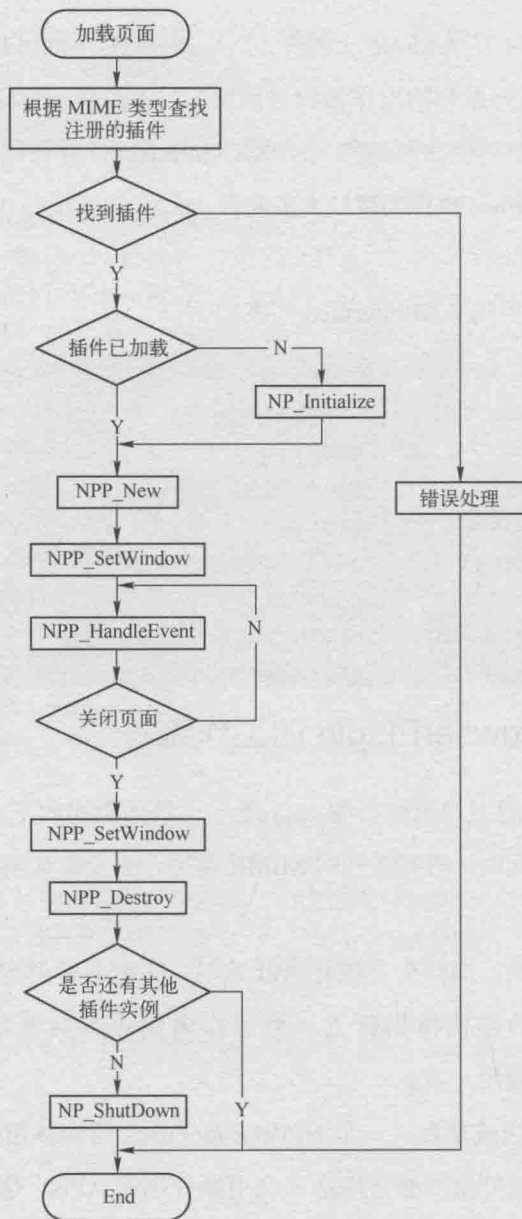 加载页面
根据 MIME 类型查找
注册的插件
找到插件
Y
插件已加载
N
NP_Initialize
Y
NPP_New
错误处理
NPP_SetWindow
NPP_HandleEvent
N
关闭页面
Y
NPP_SetWindow
NPP_Destroy
是否还有其他
插件实例
N
NP_ShutDown
Y
End